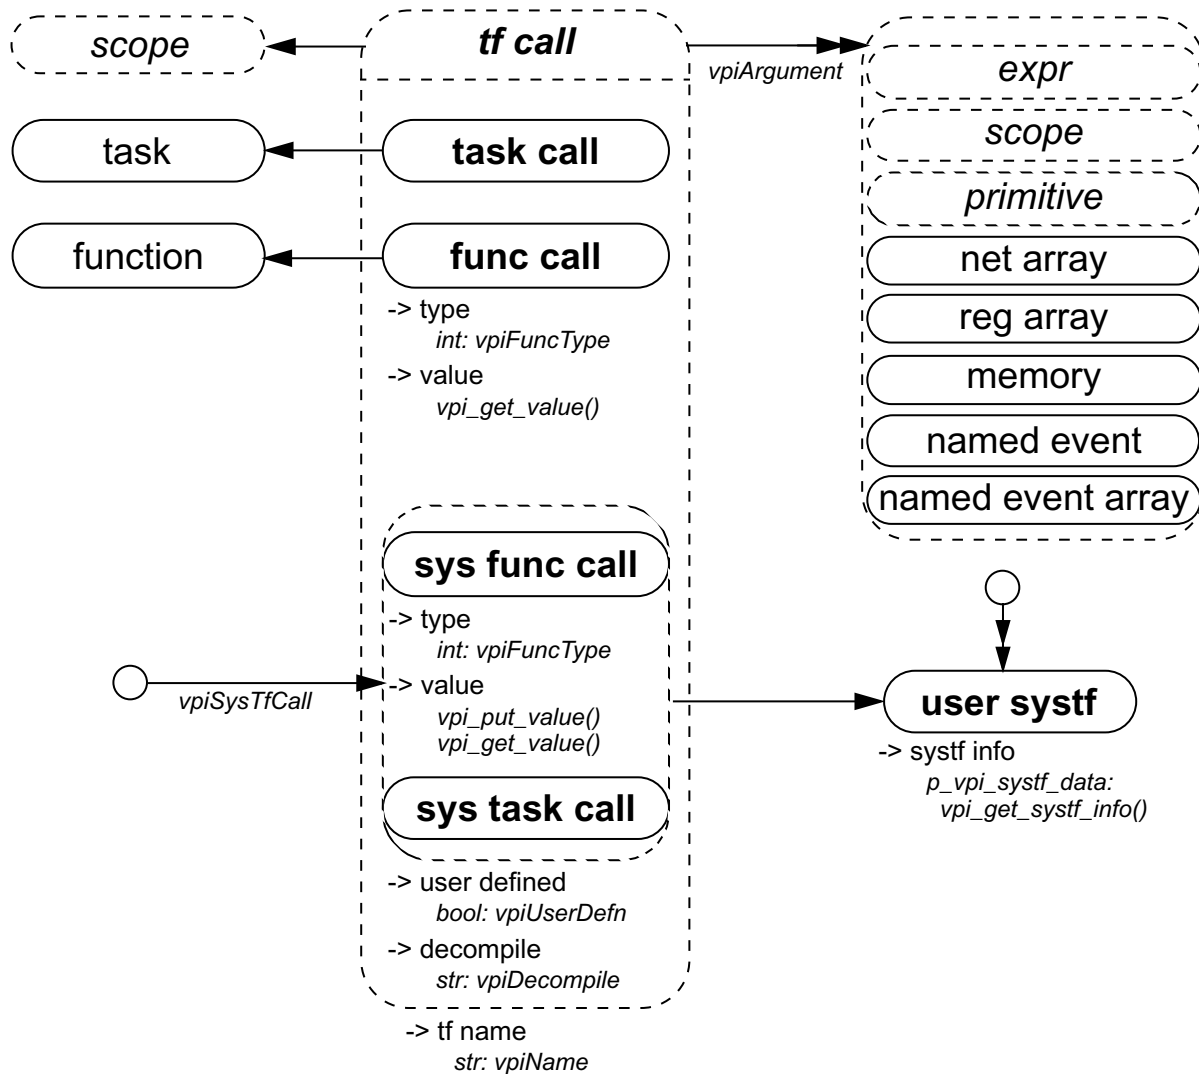 scope
tf call
vpiArgument
expr
scope
primitive
net array
reg array
memory
named event
named event array
task
task call
function
func call
-> type
int: vpiFuncType
-> value
vpi_get_value()
sys func call
-> type
int: vpiFuncType
vpiSysTfCall
-> value
vpi_put_value()
vpi_get_value()
sys task call
-> user defined
bool: vpiUserDefn
-> decompile
str: vpiDecompile
-> tf name
str: vpiName
user systf
-> systf info
p_vpi_systf_data:
vpi_get_systf_info()